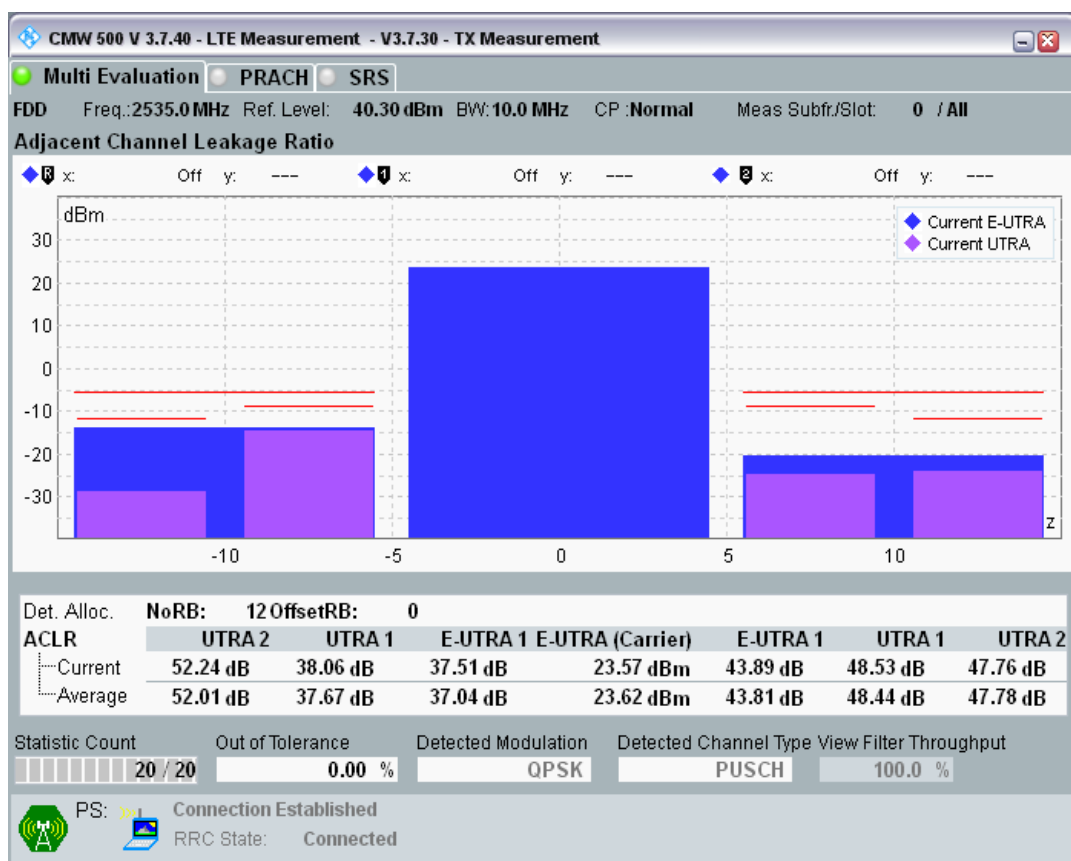 CMW 500 V 3.7.40 - LTE Measurement - V3.7.30 - TX Measurement
Multi Evaluation PRACH SRS
FDD Freq.:2535.0 MHz Ref. Level: 40.30 dBm BW:10.0 MHz CP :Normal Meas Subfr./Slot: 0 / All
Adjacent Channel Leakage Ratio
R x: Off y: --- 1 x: Off y: --- 2 x: Off y: ---
dBm
Current E-UTRA
Current UTRA
30
20
10
0
-10
-20
-30
z
-10 -5 0 5 10
Det. Alloc. NoRB: 12 OffsetRB: 0
ACLR UTRA 2 UTRA 1 E-UTRA 1 E-UTRA (Carrier) E-UTRA 1 UTRA 1 UTRA 2
Current 52.24 dB 38.06 dB 37.51 dB 23.57 dBm 43.89 dB 48.53 dB 47.76 dB
Average 52.01 dB 37.67 dB 37.04 dB 23.62 dBm 43.81 dB 48.44 dB 47.78 dB
Statistic Count Out of Tolerance Detected Modulation Detected Channel Type View Filter Throughput
20 / 20 0.00 % QPSK PUSCH 100.0 %
PS: Connection Established
RRC State: Connected